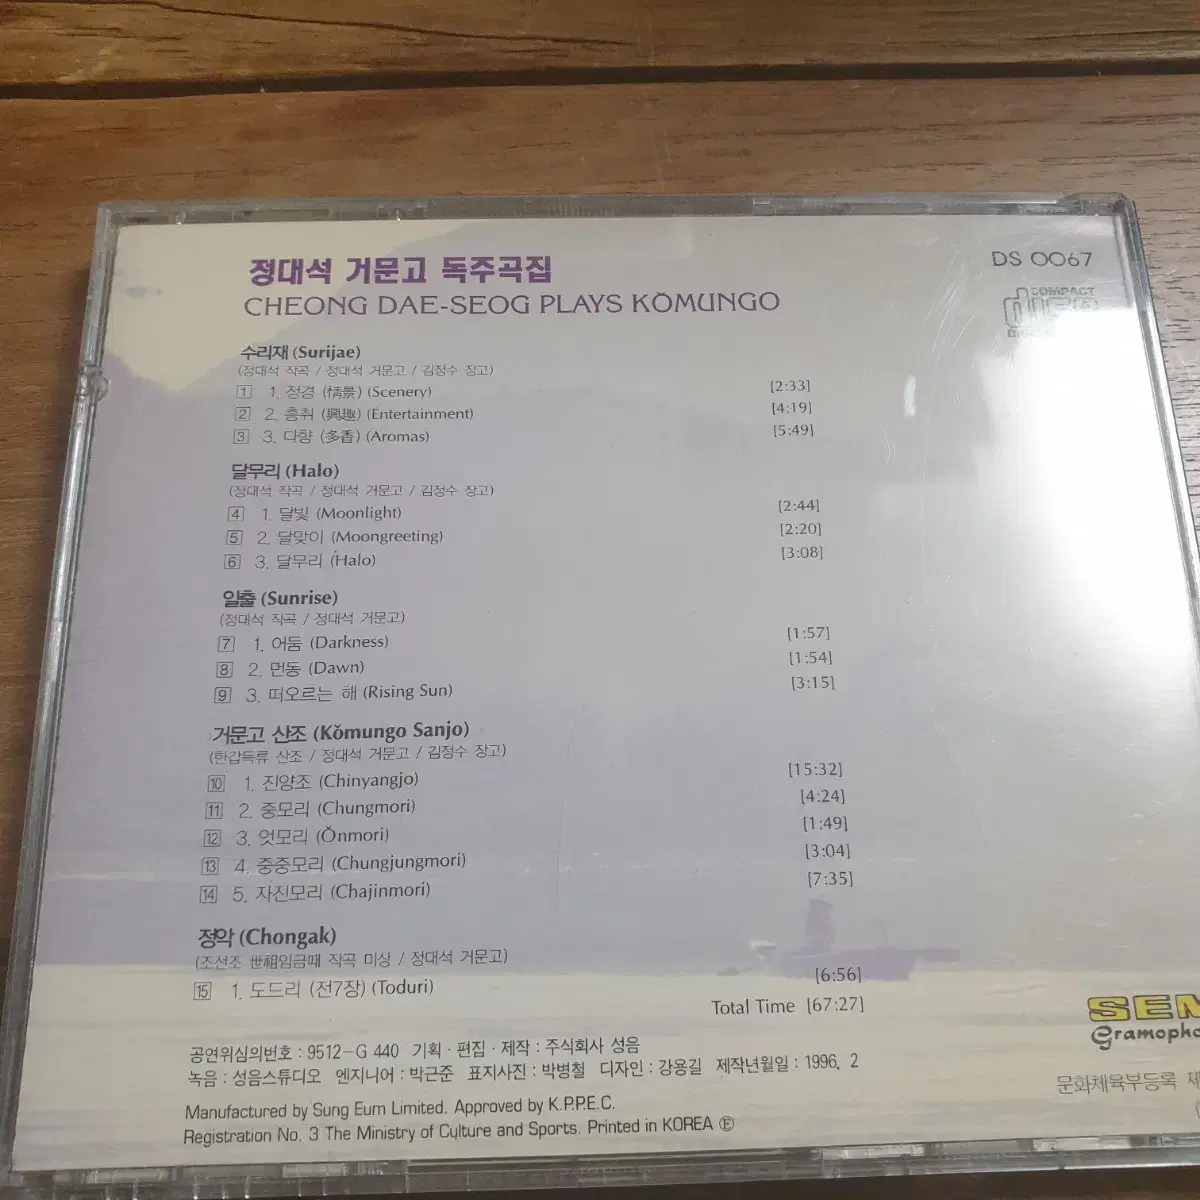 정대석 거문고 독주곡집
DS 0067
CHEONG DAE-SEOG PLAYS KŎMUNGO
COMPACT
disc
수리재 (Surijae)
(정대석 작곡 / 정대석 거문고 / 김정수 장고)
1 1. 정경 (情景) (Scenery) [2:33]
2 2. 흥취 (興趣) (Entertainment) [4:19]
3 3. 다향 (多香) (Aromas) [5:49]
달무리 (Halo)
(정대석 작곡 / 정대석 거문고 / 김정수 장고)
4 1. 달빛 (Moonlight) [2:44]
5 2. 달맞이 (Moongreeting) [2:20]
6 3. 달무리 (Halo) [3:08]
일출 (Sunrise)
(정대석 작곡 / 정대석 거문고)
7 1. 어둠 (Darkness) [1:57]
8 2. 먼동 (Dawn) [1:54]
9 3. 떠오르는 해 (Rising Sun) [3:15]
거문고 산조 (Kŏmungo Sanjo)
(한갑득류 산조 / 정대석 거문고 / 김정수 장고)
10 1. 진양조 (Chinyangjo) [15:32]
11 2. 중모리 (Chungmori) [4:24]
12 3. 엇모리 (Ŏnmori) [1:49]
13 4. 중중모리 (Chungjungmori) [3:04]
14 5. 자진모리 (Chajinmori) [7:35]
정악 (Chongak)
(조선조 世祖임금때 작곡 미상 / 정대석 거문고)
15 1. 도드리 (전7장) (Toduri) [6:56]
Total Time [67:27]
SEM
Gramopho
공연위심의번호 : 9512-G 440 기획·편집·제작 : 주식회사 성음
녹음 : 성음스튜디오 엔지니어 : 박근준 표지사진 : 박병철 디자인 : 강용길 제작년월일 : 1996. 2
문화체육부등록 제
Manufactured by Sung Eum Limited. Approved by K.P.P.E.C.
Registration No. 3 The Ministry of Culture and Sports. Printed in KOREA Ⓔ